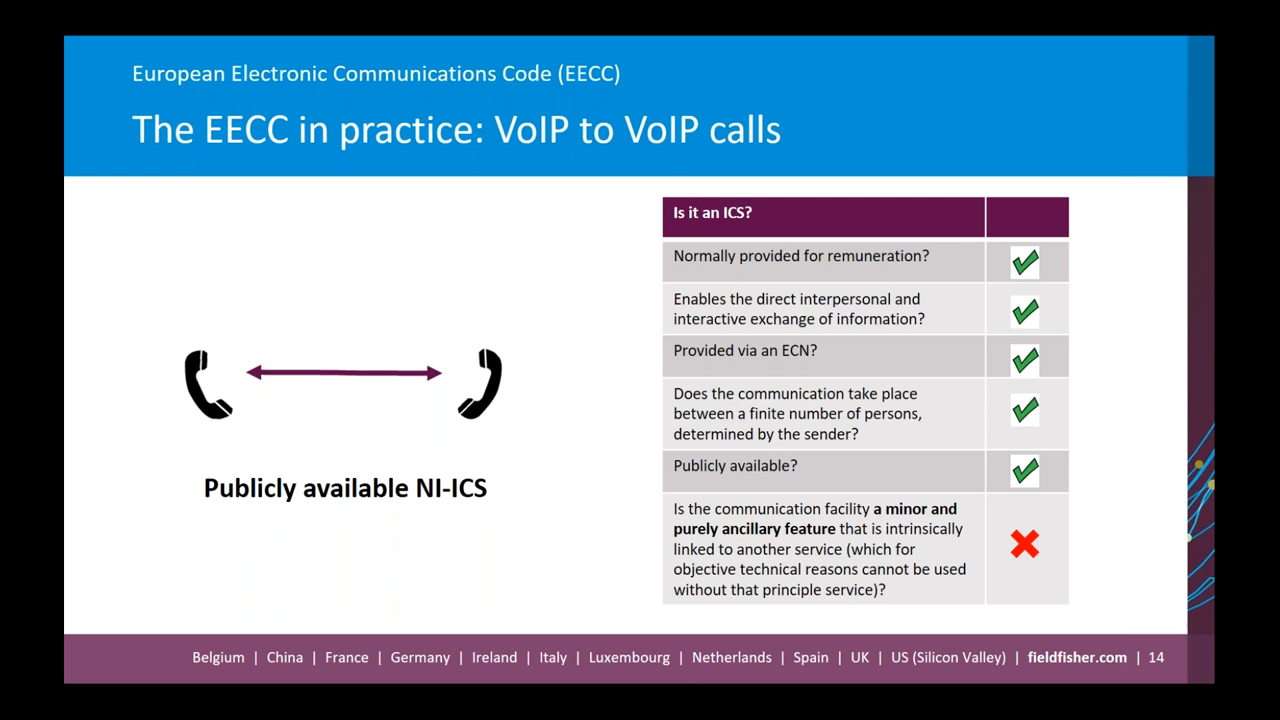 European Electronic Communications Code (EECC)
The EECC in practice: VoIP to VoIP calls
Publicly available NI-ICS
Is it an ICS?
Normally provided for remuneration?
Enables the direct interpersonal and
interactive exchange of information?
Provided via an ECN?
Does the communication take place
between a finite number of persons,
determined by the sender?
Publicly available?
Is the communication facility a minor and
purely ancillary feature that is intrinsically
linked to another service (which for
objective technical reasons cannot be used
without that principle service)?
Belgium | China | France | Germany | Ireland | Italy | Luxembourg | Netherlands | Spain | UK | US (Silicon Valley) | fieldfisher.com | 14